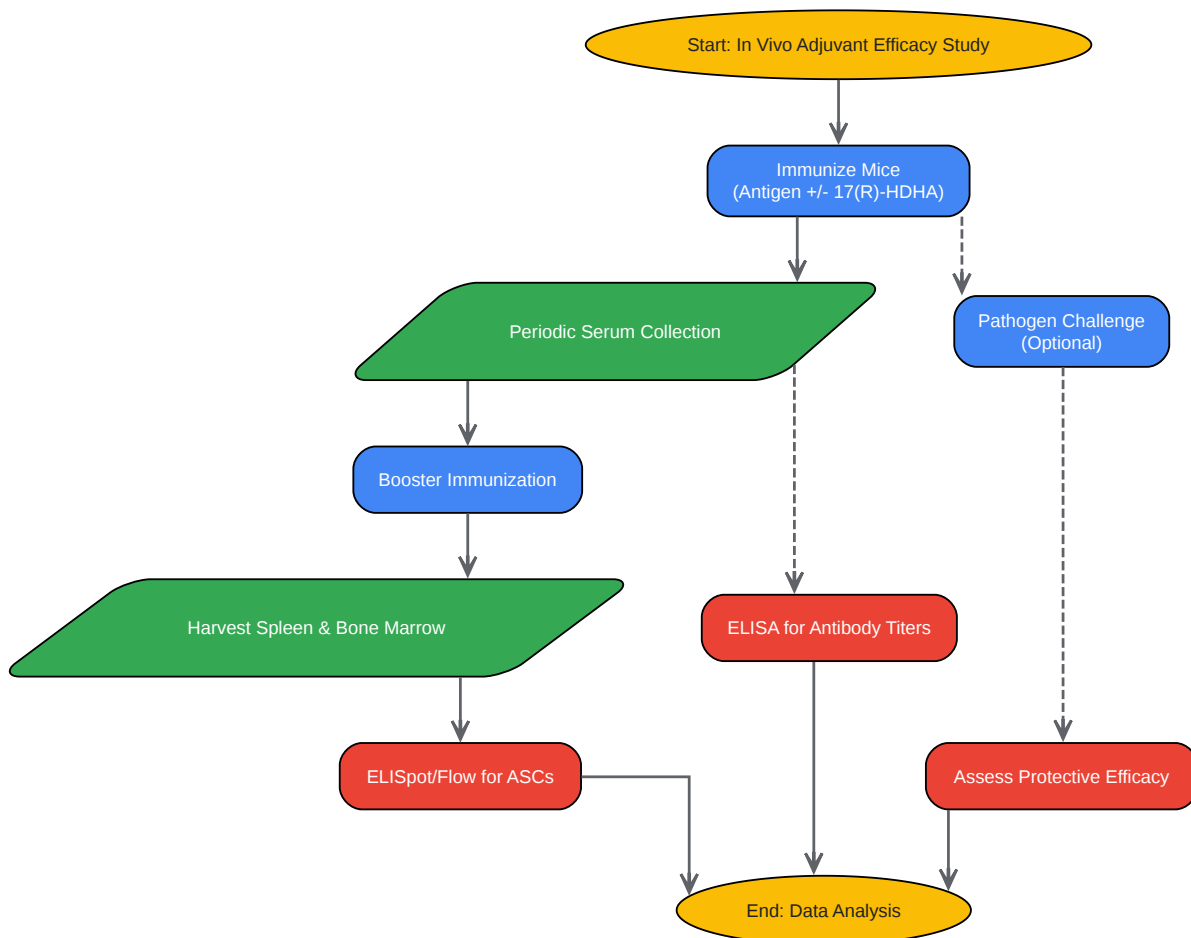 Start: In Vivo Adjuvant Efficacy Study
Immunize Mice
(Antigen +/- 17(R)-HDHA)
Periodic Serum Collection
Pathogen Challenge
(Optional)
Booster Immunization
Harvest Spleen & Bone Marrow
ELISA for Antibody Titers
ELISpot/Flow for ASCs
Assess Protective Efficacy
End: Data Analysis